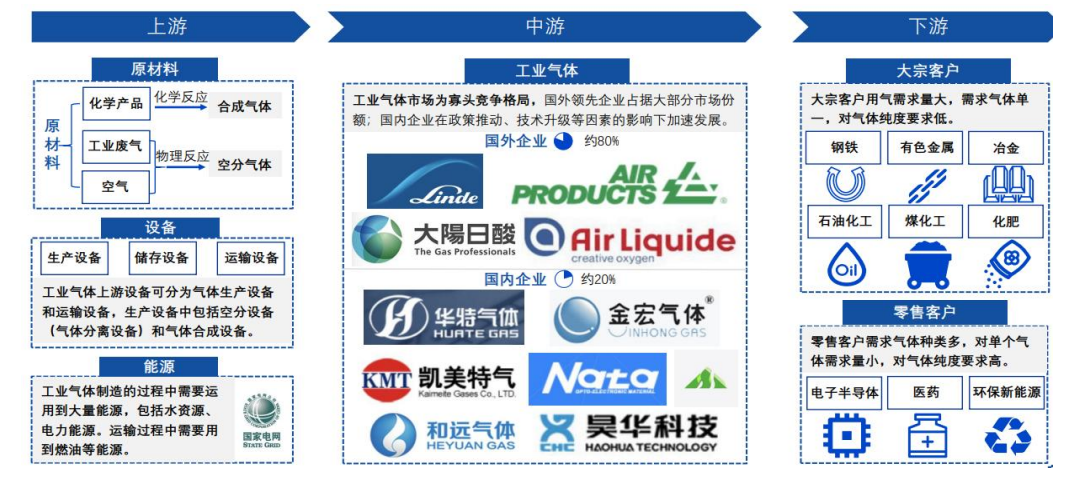 上游
中游
下游
原材料
原材料
化学产品
化学反应
合成气体
工业废气
物理反应
空分气体
空气
设备
生产设备
储存设备
运输设备
工业气体上游设备可分为气体生产设备
和运输设备，生产设备中包括空分设备
（气体分离设备）和气体合成设备。
能源
工业气体制造的过程中需要运
用到大量能源，包括水资源、
电力能源。运输过程中需要用
到燃油等能源。
国家电网
STATE GRID
工业气体
工业气体市场为寡头竞争格局，国外领先企业占据大部分市场份
额；国内企业在政策推动、技术升级等因素的影响下加速发展。
国外企业 约80%
Linde
AIR
PRODUCTS
大陽日酸
The Gas Professionals
Air Liquide
creative oxygen
国内企业 约20%
华特气体
HUATE GAS
金宏气体®
JINHONG GAS
KMT 凯美特气
Kaimeite Gases Co., LTD.
Nata
OPTO-ELECTRONIC MATERIAL
和远气体
HEYUAN GAS
CHC
昊华科技
HAOHUA TECHNOLOGY
大宗客户
大宗客户用气需求量大，需求气体单
一，对气体纯度要求低。
钢铁
有色金属
冶金
石油化工
煤化工
化肥
Oil
零售客户
零售客户需求气体种类多，对单个气
体需求量小，对气体纯度要求高。
电子半导体
医药
环保新能源